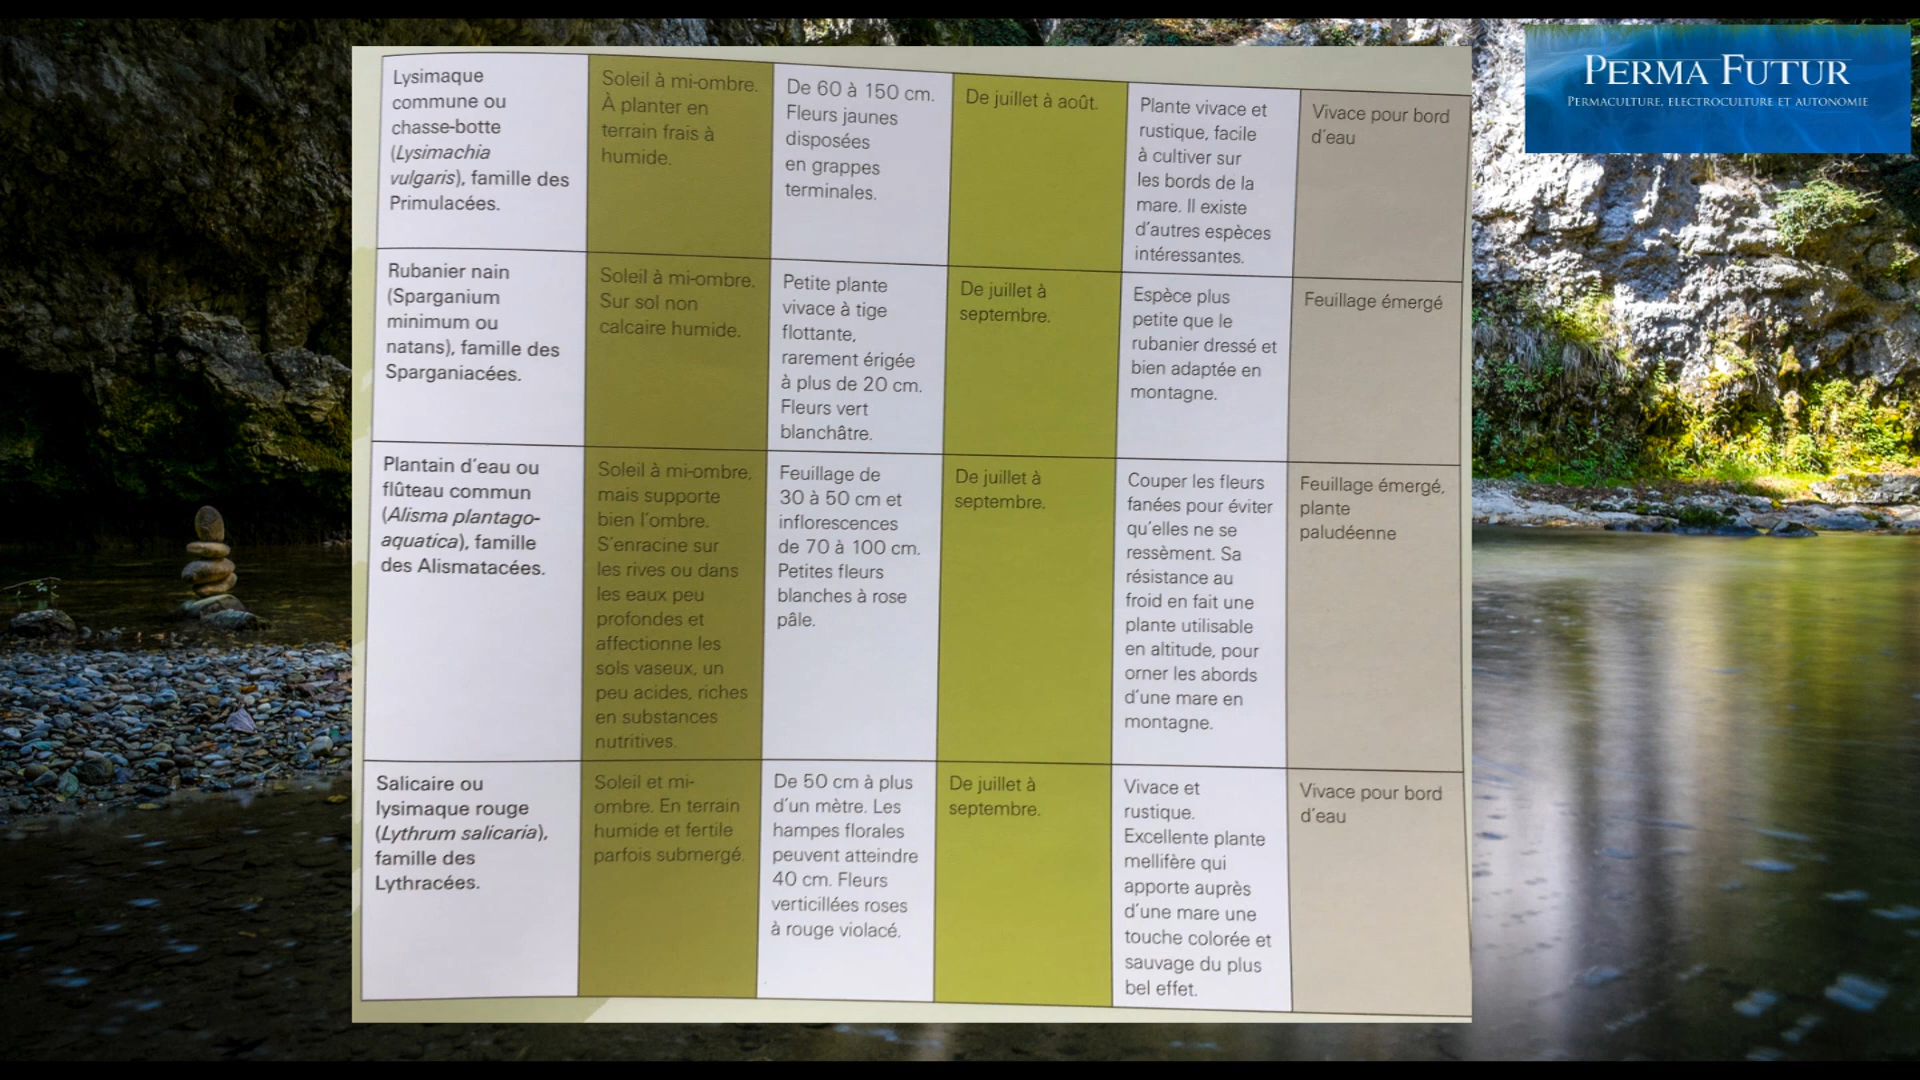 PERMA FUTUR
PERMACULTURE, ELECTROCULTURE ET AUTONOMIE
Lysimaque
commune ou
chasse-botte
(Lysimachia
vulgaris), famille des
Primulacées.
Soleil à mi-ombre.
À planter en
terrain frais à
humide.
De 60 à 150 cm.
Fleurs jaunes
disposées
en grappes
terminales.
De juillet à août.
Plante vivace et
rustique, facile
à cultiver sur
les bords de la
mare. Il existe
d'autres espèces
intéressantes.
Vivace pour bord
d'eau
Rubanier nain
(Sparganium
minimum ou
natans), famille des
Sparganiacées.
Soleil à mi-ombre.
Sur sol non
calcaire humide.
Petite plante
vivace à tige
flottante,
rarement érigée
à plus de 20 cm.
Fleurs vert
blanchâtre.
De juillet à
septembre.
Espèce plus
petite que le
rubanier dressé et
bien adaptée en
montagne.
Feuillage émergé
Plantain d'eau ou
flûteau commun
(Alisma plantago-
aquatica), famille
des Alismatacées.
Soleil à mi-ombre,
mais supporte
bien l'ombre.
S'enracine sur
les rives ou dans
les eaux peu
profondes et
affectionne les
sols vaseux, un
peu acides, riches
en substances
nutritives.
Feuillage de
30 à 50 cm et
inflorescences
de 70 à 100 cm.
Petites fleurs
blanches à rose
pâle.
De juillet à
septembre.
Couper les fleurs
fanées pour éviter
qu'elles ne se
ressèment. Sa
résistance au
froid en fait une
plante utilisable
en altitude, pour
orner les abords
d'une mare en
montagne.
Feuillage émergé,
plante
paludéenne
Salicaire ou
lysimaque rouge
(Lythrum salicaria),
famille des
Lythracées.
Soleil et mi-
ombre. En terrain
humide et fertile
parfois submergé.
De 50 cm à plus
d'un mètre. Les
hampes florales
peuvent atteindre
40 cm. Fleurs
verticillées roses
à rouge violacé.
De juillet à
septembre.
Vivace et
rustique.
Excellente plante
mellifère qui
apporte auprès
d'une mare une
touche colorée et
sauvage du plus
bel effet.
Vivace pour bord
d'eau